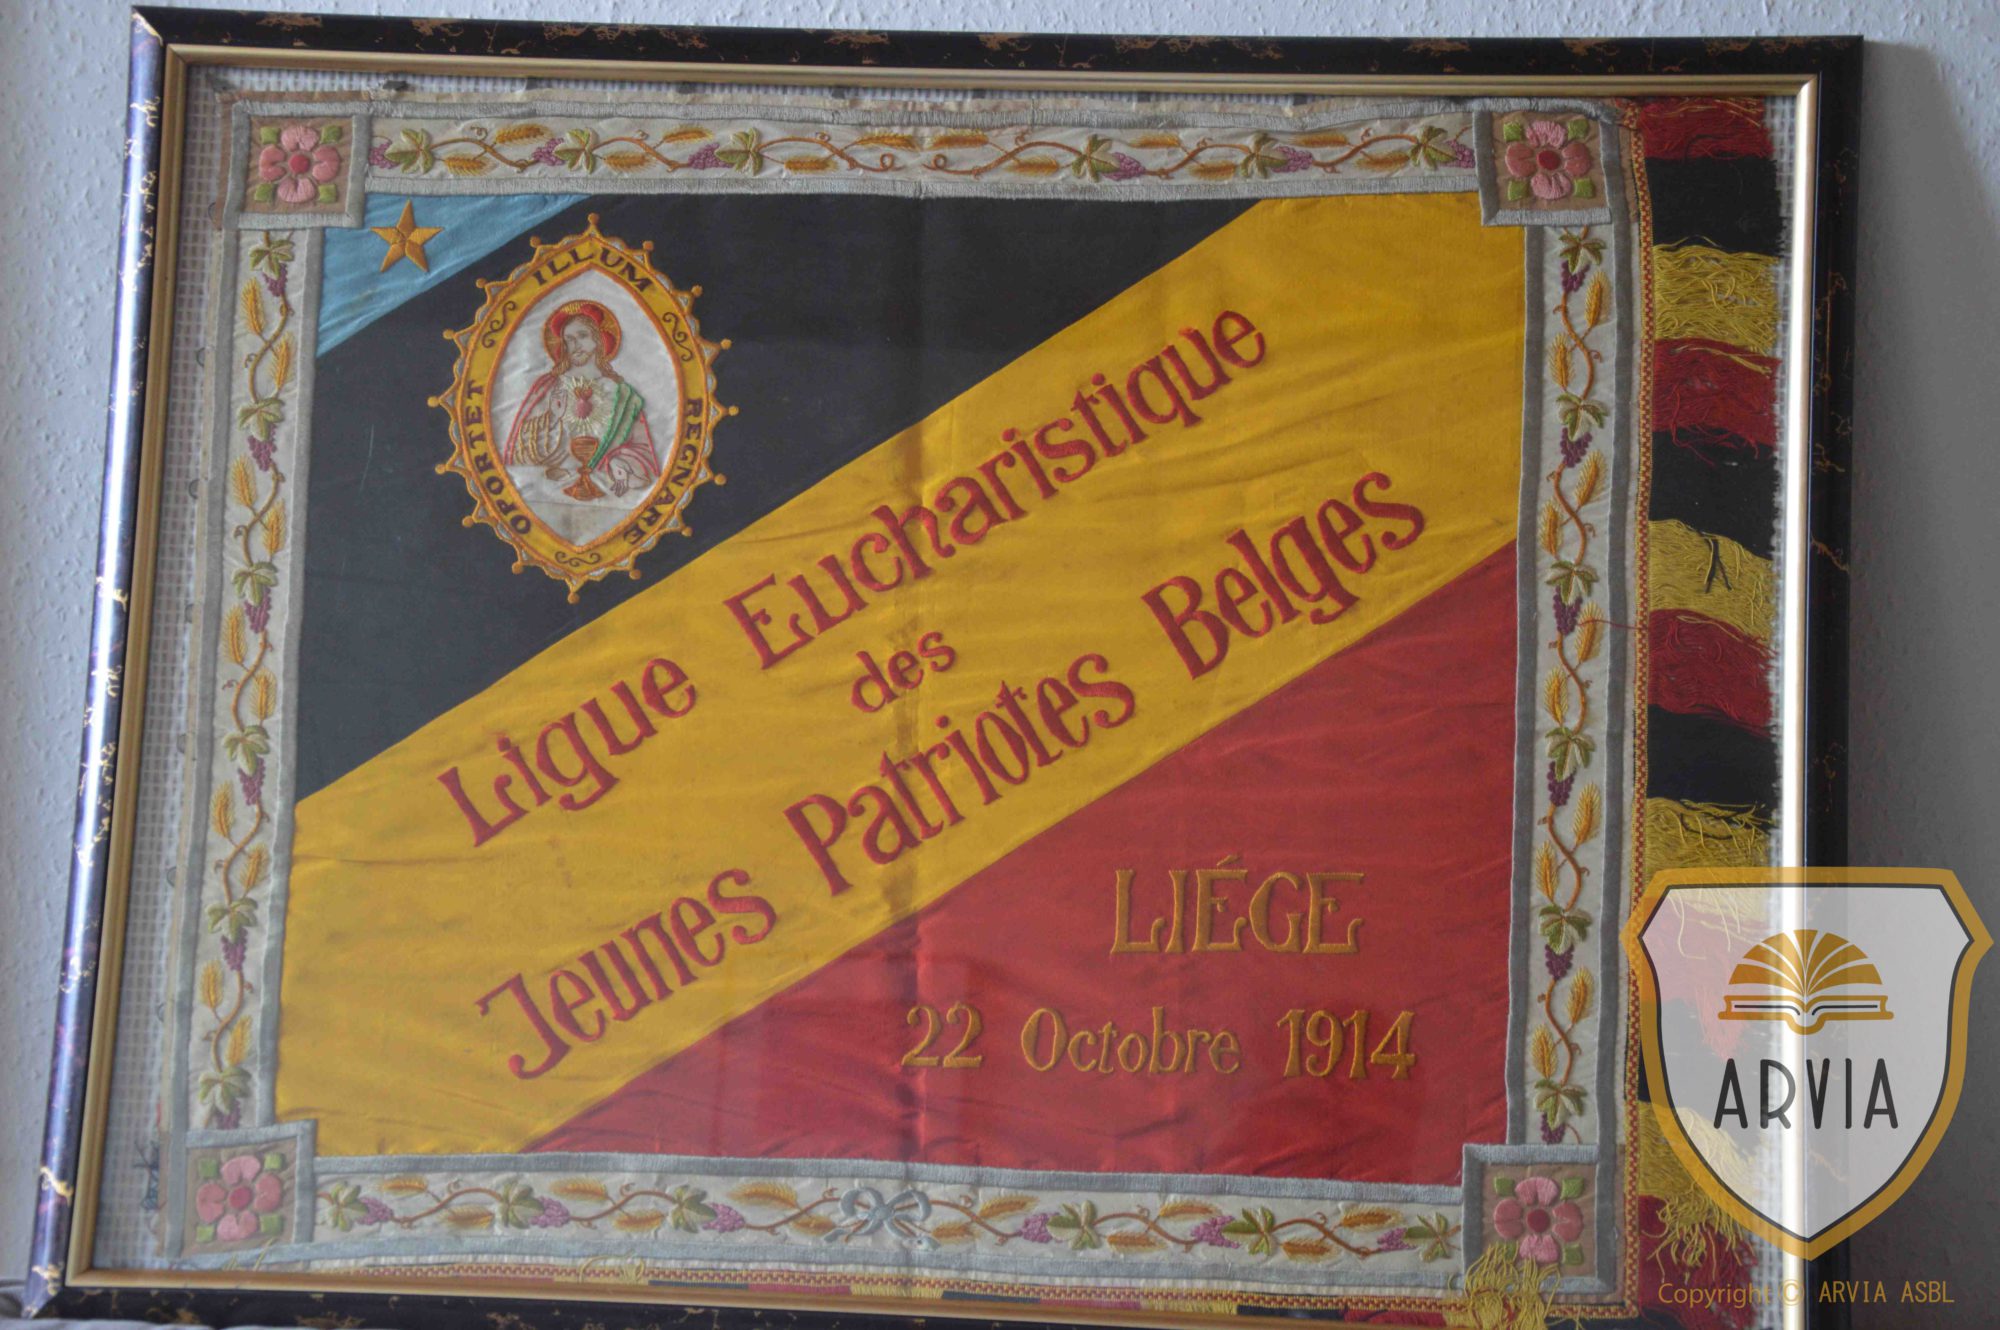 OPORTET ILLUM REGNARE
Ligue Eucharistique
des
Jeunes Patriotes Belges
LIÉGE
22 Octobre 1914
ARVIA
Copyright © ARVIA ASBL